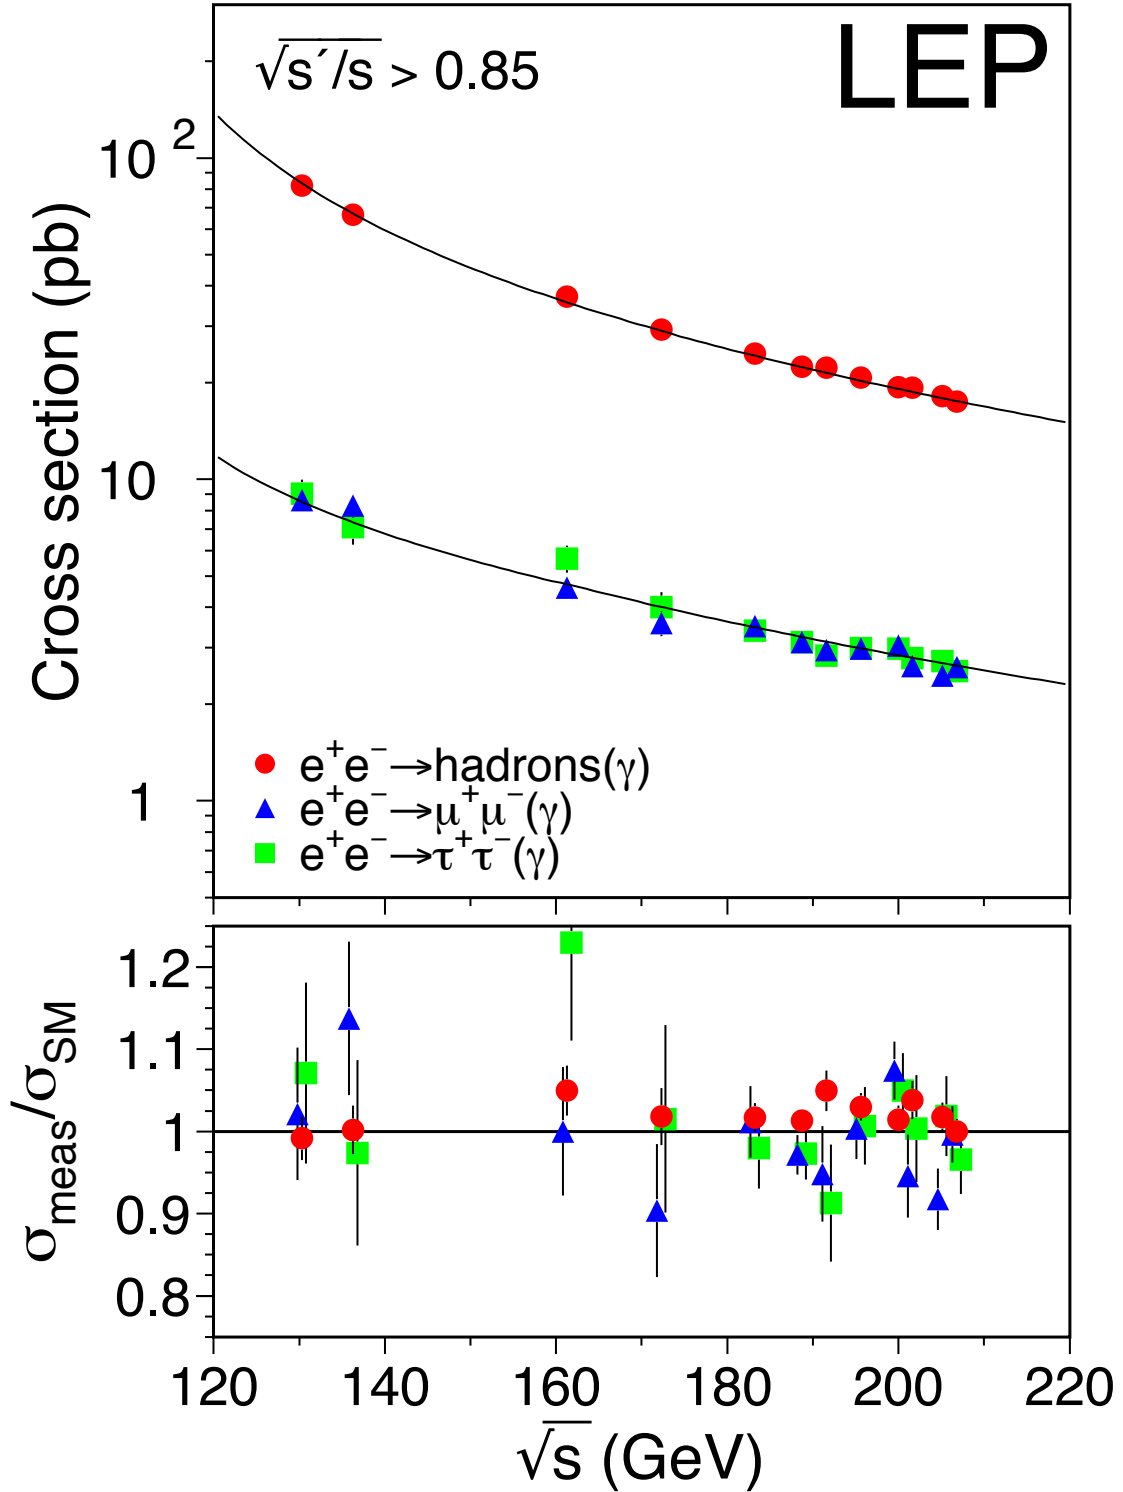 √s´/s > 0.85
LEP
10²
10
1
Cross section (pb)
e⁺e⁻→hadrons(γ)
e⁺e⁻→μ⁺μ⁻(γ)
e⁺e⁻→τ⁺τ⁻(γ)
1.2
1.1
1
0.9
0.8
σmeas/σSM
120 140 160 180 200 220
√s (GeV)